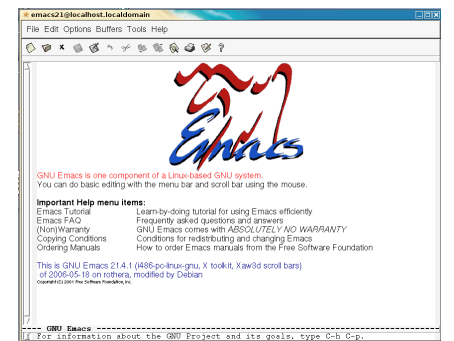 emacs21@localhost.localdomain
File Edit Options Buffers Tools Help
Emacs
GNU Emacs is one component of a Linux-based GNU system.
You can do basic editing with the menu bar and scroll bar using the mouse.
Important Help menu items:
Emacs Tutorial Learn-by-doing tutorial for using Emacs efficiently
Emacs FAQ Frequently asked questions and answers
(Non)Warranty GNU Emacs comes with ABSOLUTELY NO WARRANTY
Copying Conditions Conditions for redistributing and changing Emacs
Ordering Manuals How to order Emacs manuals from the Free Software Foundation
This is GNU Emacs 21.4.1 (i486-pc-linux-gnu, X toolkit, Xaw3d scroll bars)
of 2006-05-18 on rothera, modified by Debian
Copyright (C) 2001 Free Software Foundation, Inc.
-- GNU Emacs --
For information about the GNU Project and its goals, type C-h C-p.